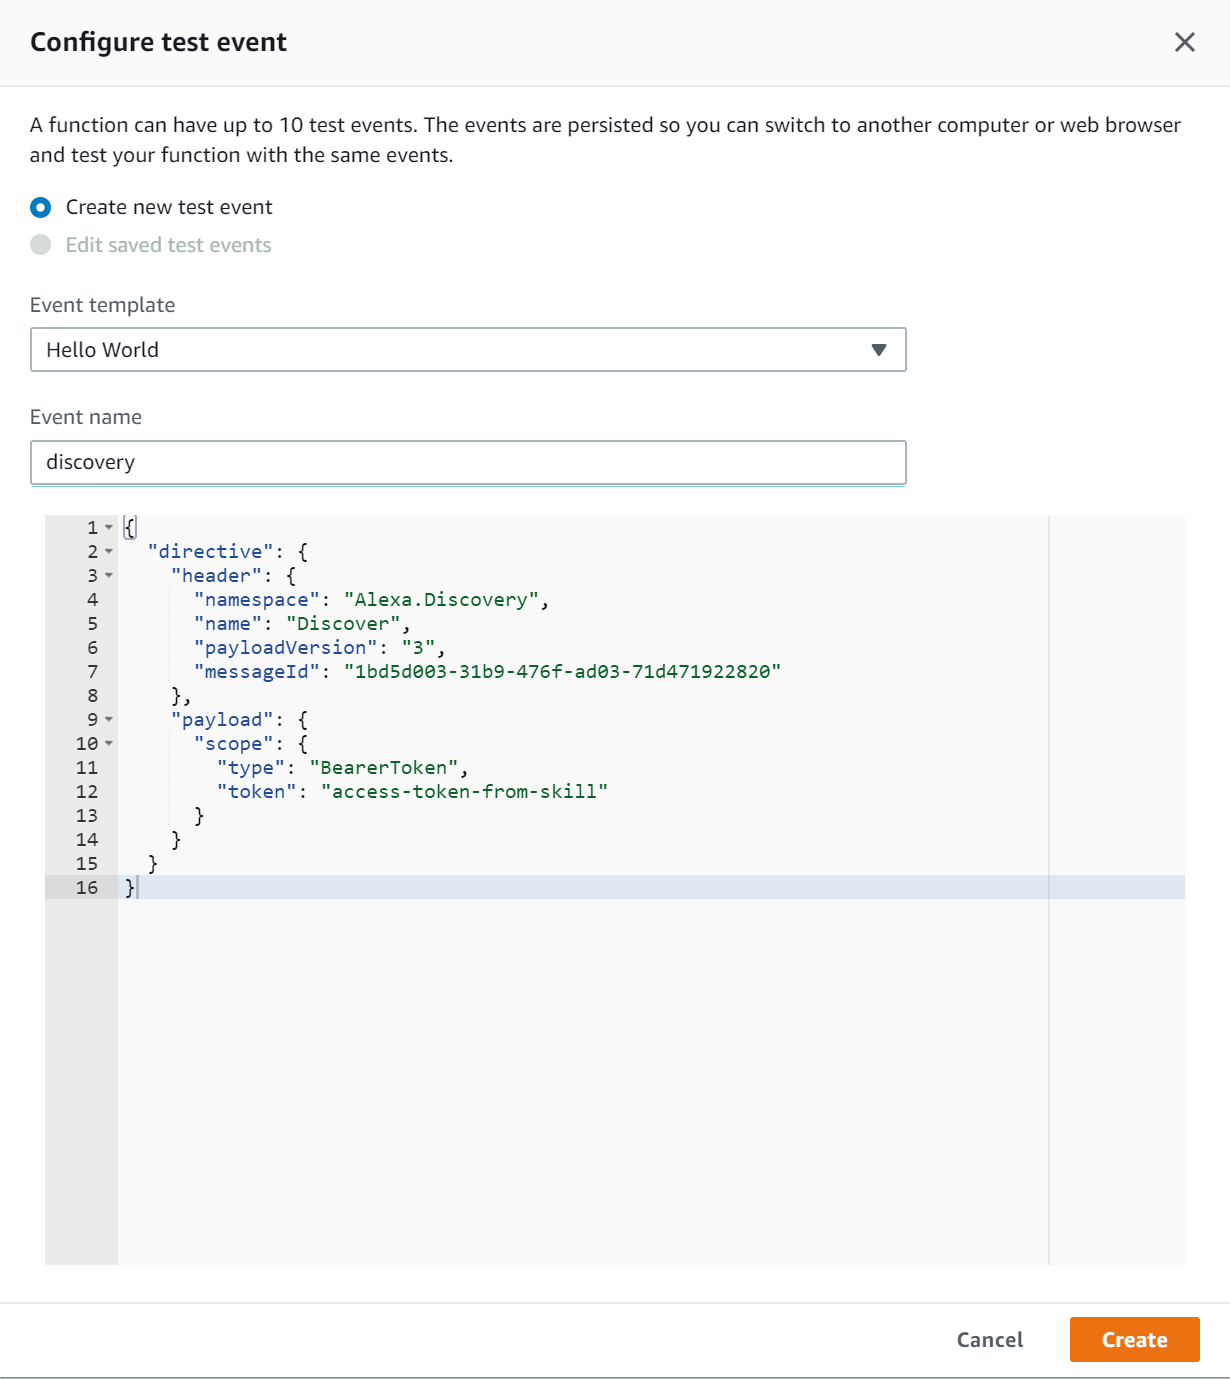 Configure test event
A function can have up to 10 test events. The events are persisted so you can switch to another computer or web browser
and test your function with the same events.
Create new test event
Edit saved test events
Event template
Hello World
Event name
discovery
1 {
2   "directive": {
3     "header": {
4       "namespace": "Alexa.Discovery",
5       "name": "Discover",
6       "payloadVersion": "3",
7       "messageId": "1bd5d003-31b9-476f-ad03-71d471922820"
8     },
9     "payload": {
10       "scope": {
11         "type": "BearerToken",
12         "token": "access-token-from-skill"
13       }
14     }
15   }
16 }
Cancel
Create